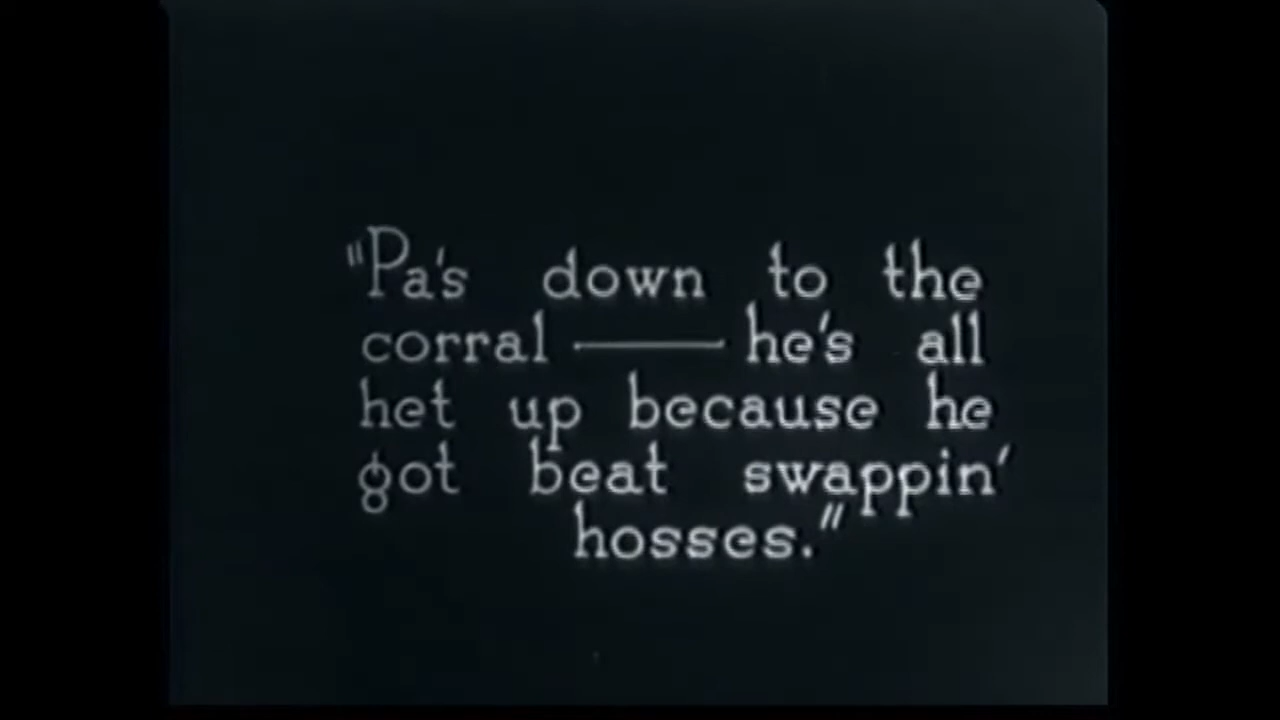 "Pa's down to the
corral —— he's all
het up because he
got beat swappin'
hosses."